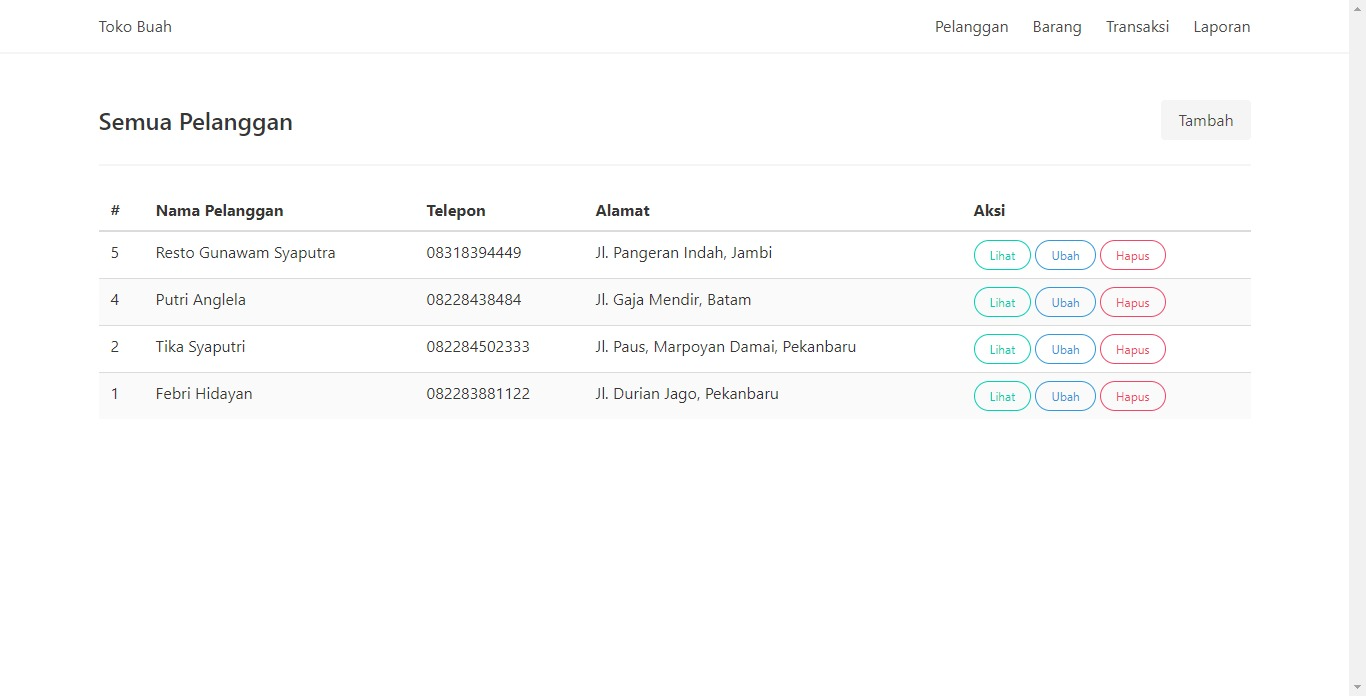 Toko Buah Pelanggan Barang Transaksi Laporan
Semua Pelanggan Tambah
# Nama Pelanggan Telepon Alamat Aksi
5 Resto Gunawam Syaputra 08318394449 Jl. Pangeran Indah, Jambi Lihat Ubah Hapus
4 Putri Anglela 08228438484 Jl. Gaja Mendir, Batam Lihat Ubah Hapus
2 Tika Syaputri 082284502333 Jl. Paus, Marpoyan Damai, Pekanbaru Lihat Ubah Hapus
1 Febri Hidayan 082283881122 Jl. Durian Jago, Pekanbaru Lihat Ubah Hapus